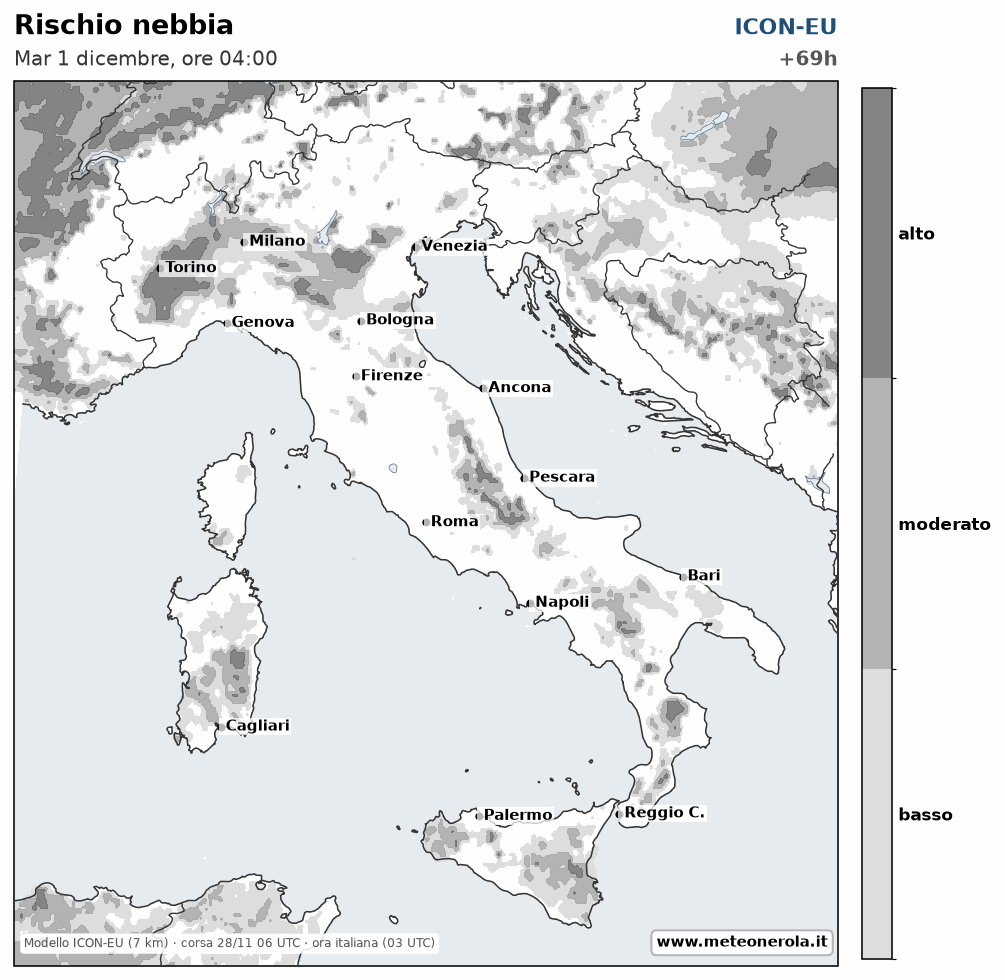 Rischio nebbia
ICON-EU
Mar 1 dicembre, ore 04:00
+69h
alto
Milano
Venezia
Torino
Genova
Bologna
Firenze
Ancona
Pescara
Roma
moderato
Bari
Napoli
Cagliari
Palermo
Reggio C.
basso
Modello ICON-EU (7 km) · corsa 28/11 06 UTC · ora italiana (03 UTC)
www.meteonerola.it